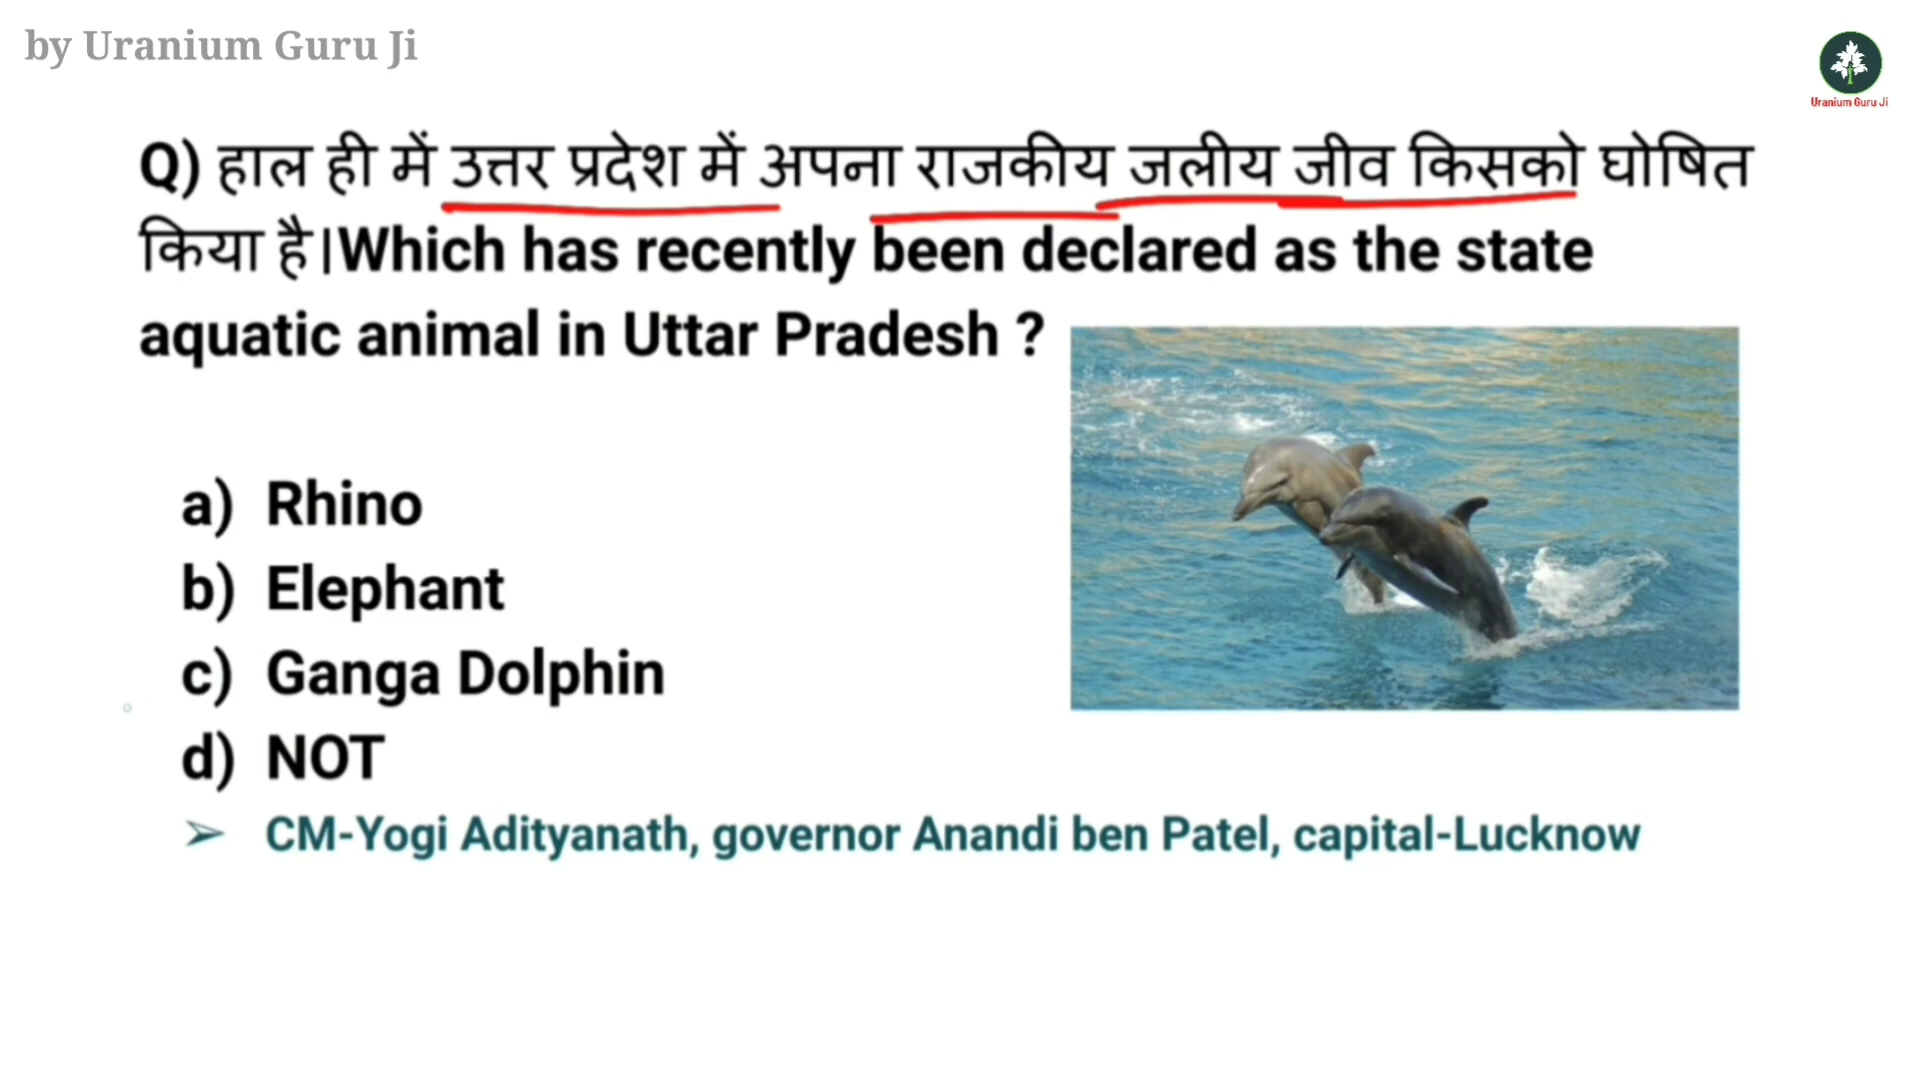 by Uranium Guru Ji
Uranium Guru Ji
Q) हाल ही में उत्तर प्रदेश में अपना राजकीय जलीय जीव किसको घोषित
किया है।Which has recently been declared as the state
aquatic animal in Uttar Pradesh ?
a) Rhino
b) Elephant
c) Ganga Dolphin
d) NOT
➢ CM-Yogi Adityanath, governor Anandi ben Patel, capital-Lucknow